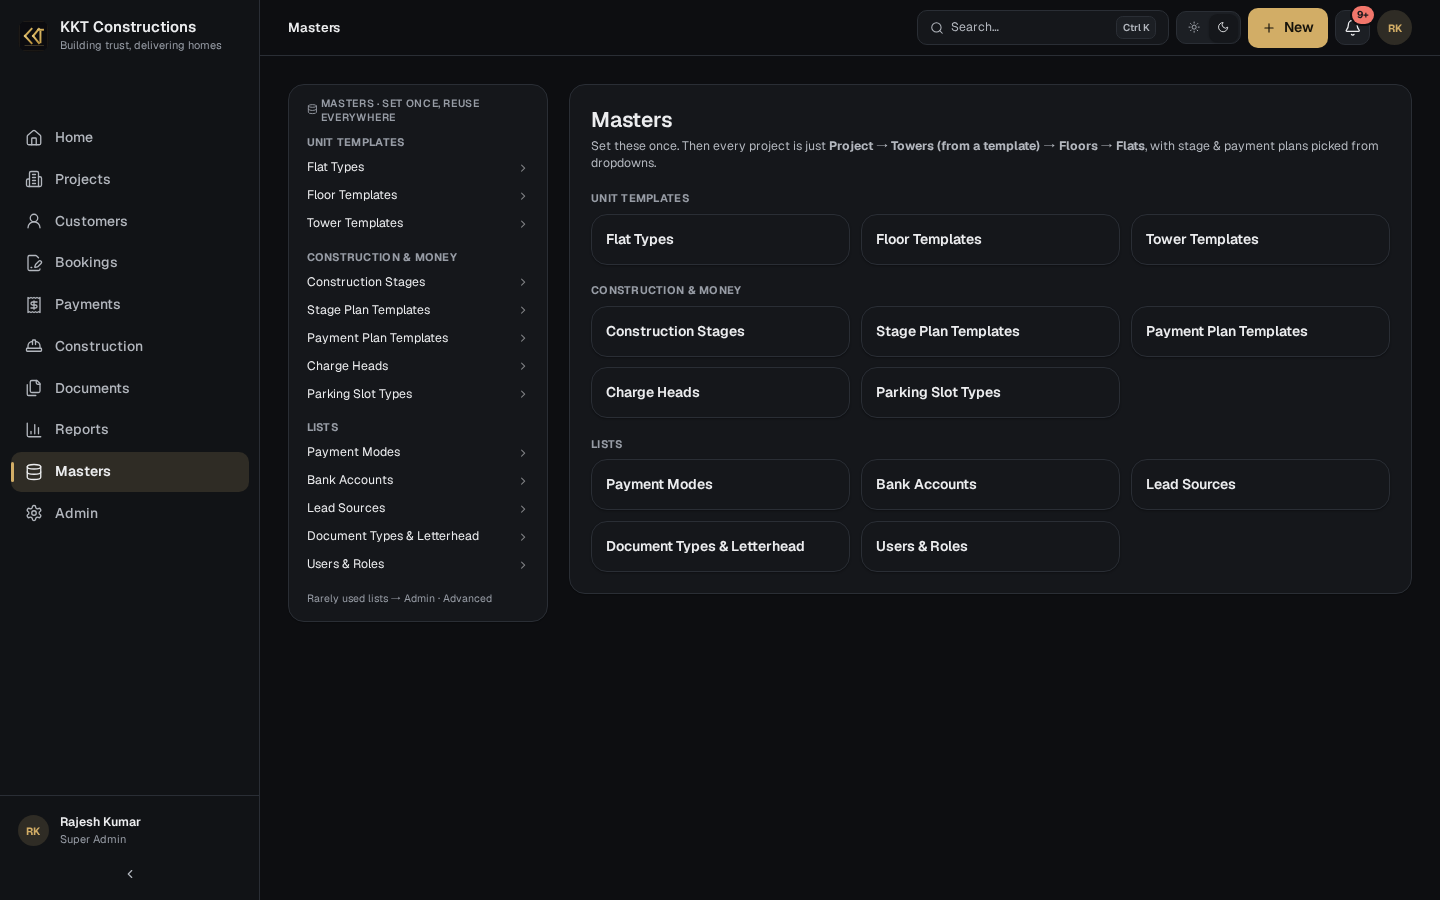 KKT Constructions
Building trust, delivering homes
Home
Projects
Customers
Bookings
Payments
Construction
Documents
Reports
Masters
Admin
RK
Rajesh Kumar
Super Admin
Masters
Search...
Ctrl K
New
9+
RK
MASTERS · SET ONCE, REUSE
EVERYWHERE
UNIT TEMPLATES
Flat Types
Floor Templates
Tower Templates
CONSTRUCTION & MONEY
Construction Stages
Stage Plan Templates
Payment Plan Templates
Charge Heads
Parking Slot Types
LISTS
Payment Modes
Bank Accounts
Lead Sources
Document Types & Letterhead
Users & Roles
Rarely used lists → Admin · Advanced
Masters
Set these once. Then every project is just Project → Towers (from a template) → Floors → Flats, with stage & payment plans picked from
dropdowns.
UNIT TEMPLATES
Flat Types
Floor Templates
Tower Templates
CONSTRUCTION & MONEY
Construction Stages
Stage Plan Templates
Payment Plan Templates
Charge Heads
Parking Slot Types
LISTS
Payment Modes
Bank Accounts
Lead Sources
Document Types & Letterhead
Users & Roles